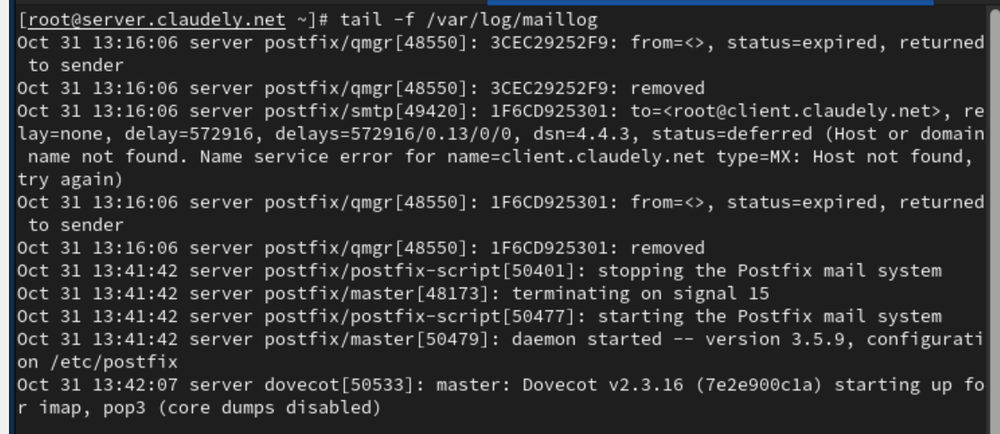 [root@server.claudely.net ~]# tail -f /var/log/maillog
Oct 31 13:16:06 server postfix/qmgr[48550]: 3CEC29252F9: from=<>, status=expired, returned
 to sender
Oct 31 13:16:06 server postfix/qmgr[48550]: 3CEC29252F9: removed
Oct 31 13:16:06 server postfix/smtp[49420]: 1F6CD925301: to=<root@client.claudely.net>, re
lay=none, delay=572916, delays=572916/0.13/0/0, dsn=4.4.3, status=deferred (Host or domain
 name not found. Name service error for name=client.claudely.net type=MX: Host not found,
try again)
Oct 31 13:16:06 server postfix/qmgr[48550]: 1F6CD925301: from=<>, status=expired, returned
 to sender
Oct 31 13:16:06 server postfix/qmgr[48550]: 1F6CD925301: removed
Oct 31 13:41:42 server postfix/postfix-script[50401]: stopping the Postfix mail system
Oct 31 13:41:42 server postfix/master[48173]: terminating on signal 15
Oct 31 13:41:42 server postfix/postfix-script[50477]: starting the Postfix mail system
Oct 31 13:41:42 server postfix/master[50479]: daemon started -- version 3.5.9, configurati
on /etc/postfix
Oct 31 13:42:07 server dovecot[50533]: master: Dovecot v2.3.16 (7e2e900c1a) starting up fo
r imap, pop3 (core dumps disabled)